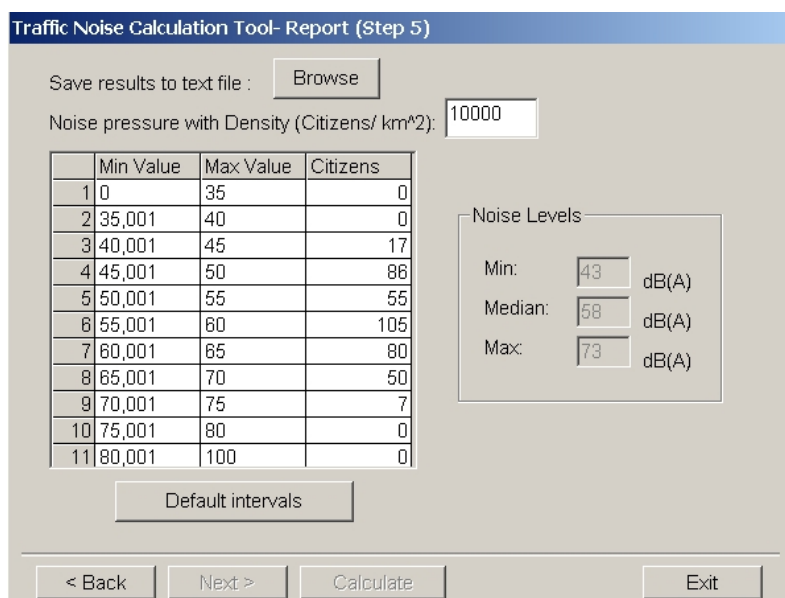 Traffic Noise Calculation Tool- Report (Step 5)
Save results to text file : Browse
Noise pressure with Density (Citizens/ km^2): 10000
Min Value Max Value Citizens
1 0 35 0
2 35,001 40 0
3 40,001 45 17
4 45,001 50 86
5 50,001 55 55
6 55,001 60 105
7 60,001 65 80
8 65,001 70 50
9 70,001 75 7
10 75,001 80 0
11 80,001 100 0
Noise Levels
Min: 43 dB(A)
Median: 58 dB(A)
Max: 73 dB(A)
Default intervals
< Back Next > Calculate Exit